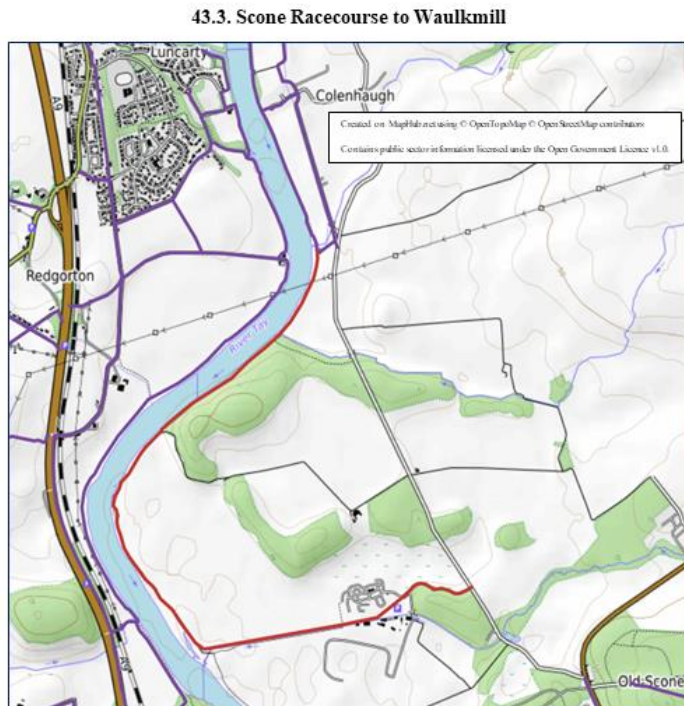 43.3. Scone Racecourse to Waulkmill
Luncarty
A9
Colenhaugh
Created on MapHub.net using © OpenTopoMap © OpenStreetMap contributors
Contains public sector information licensed under the Open Government Licence v1.0.
Redgorton
River Tay
P
P
P
A9
Old Scone